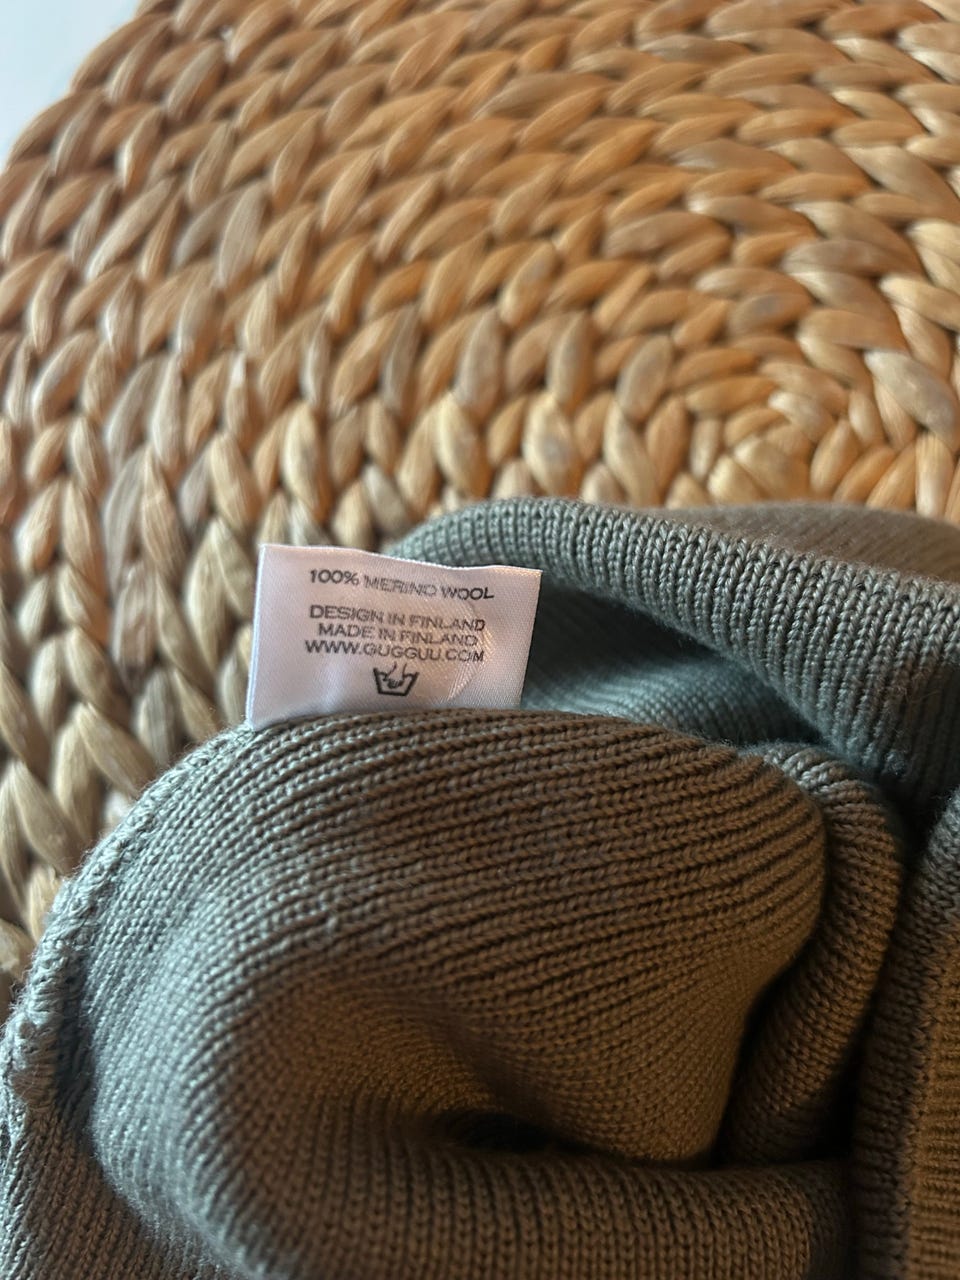 100% MERINO WOOL
DESIGN IN FINLAND
MADE IN FINLAND
WWW.GUGGUU.COM